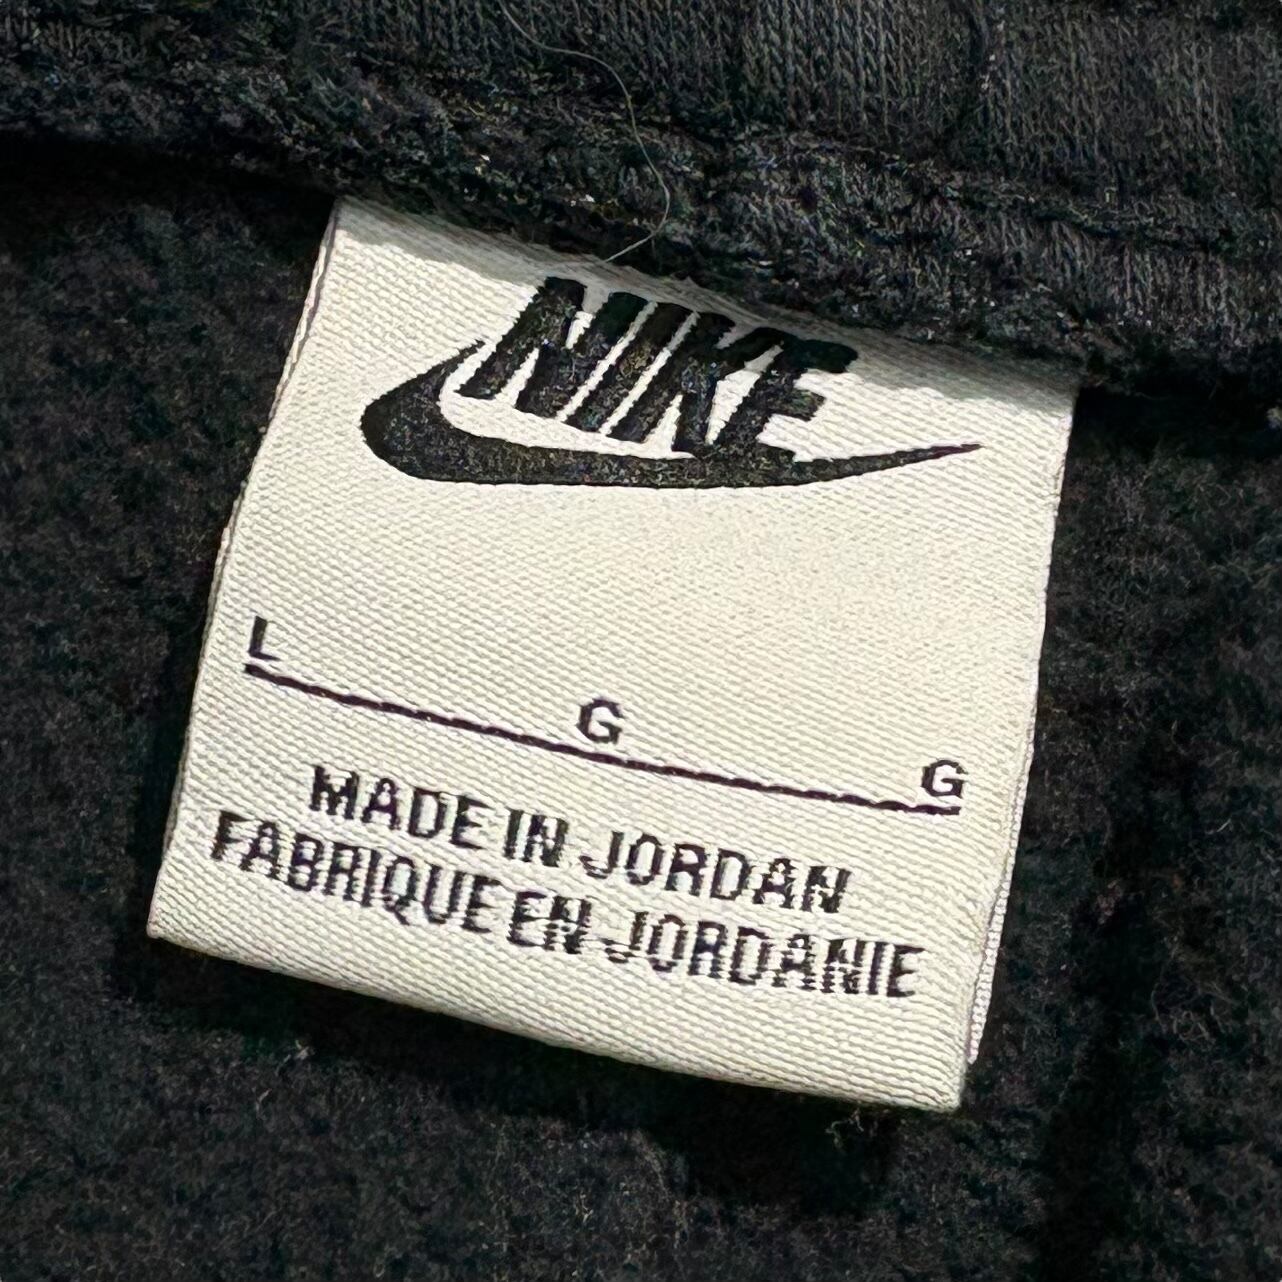 NIKE
L G G
MADE IN JORDAN
FABRIQUE EN JORDANIE